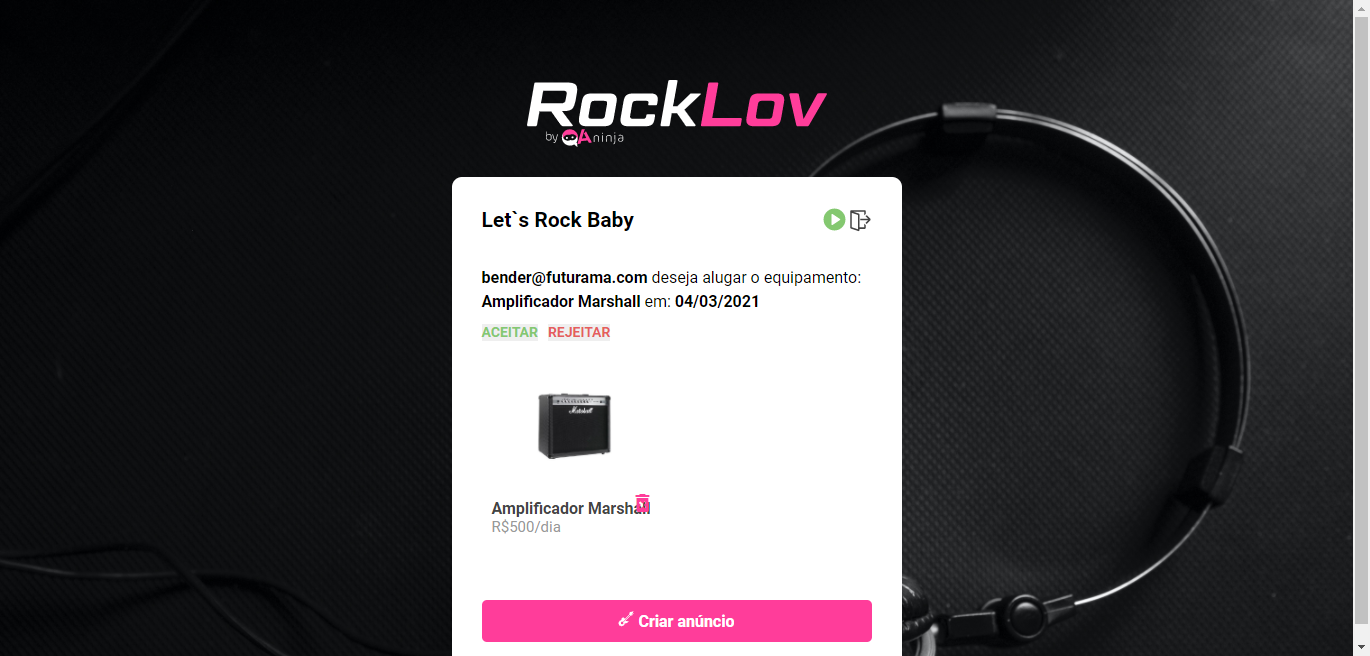 RockLov
by QAninja
Let`s Rock Baby
bender@futurama.com deseja alugar o equipamento:
Amplificador Marshall em: 04/03/2021
ACEITAR REJEITAR
Marshall
Amplificador Marshall
R$500/dia
Criar anúncio